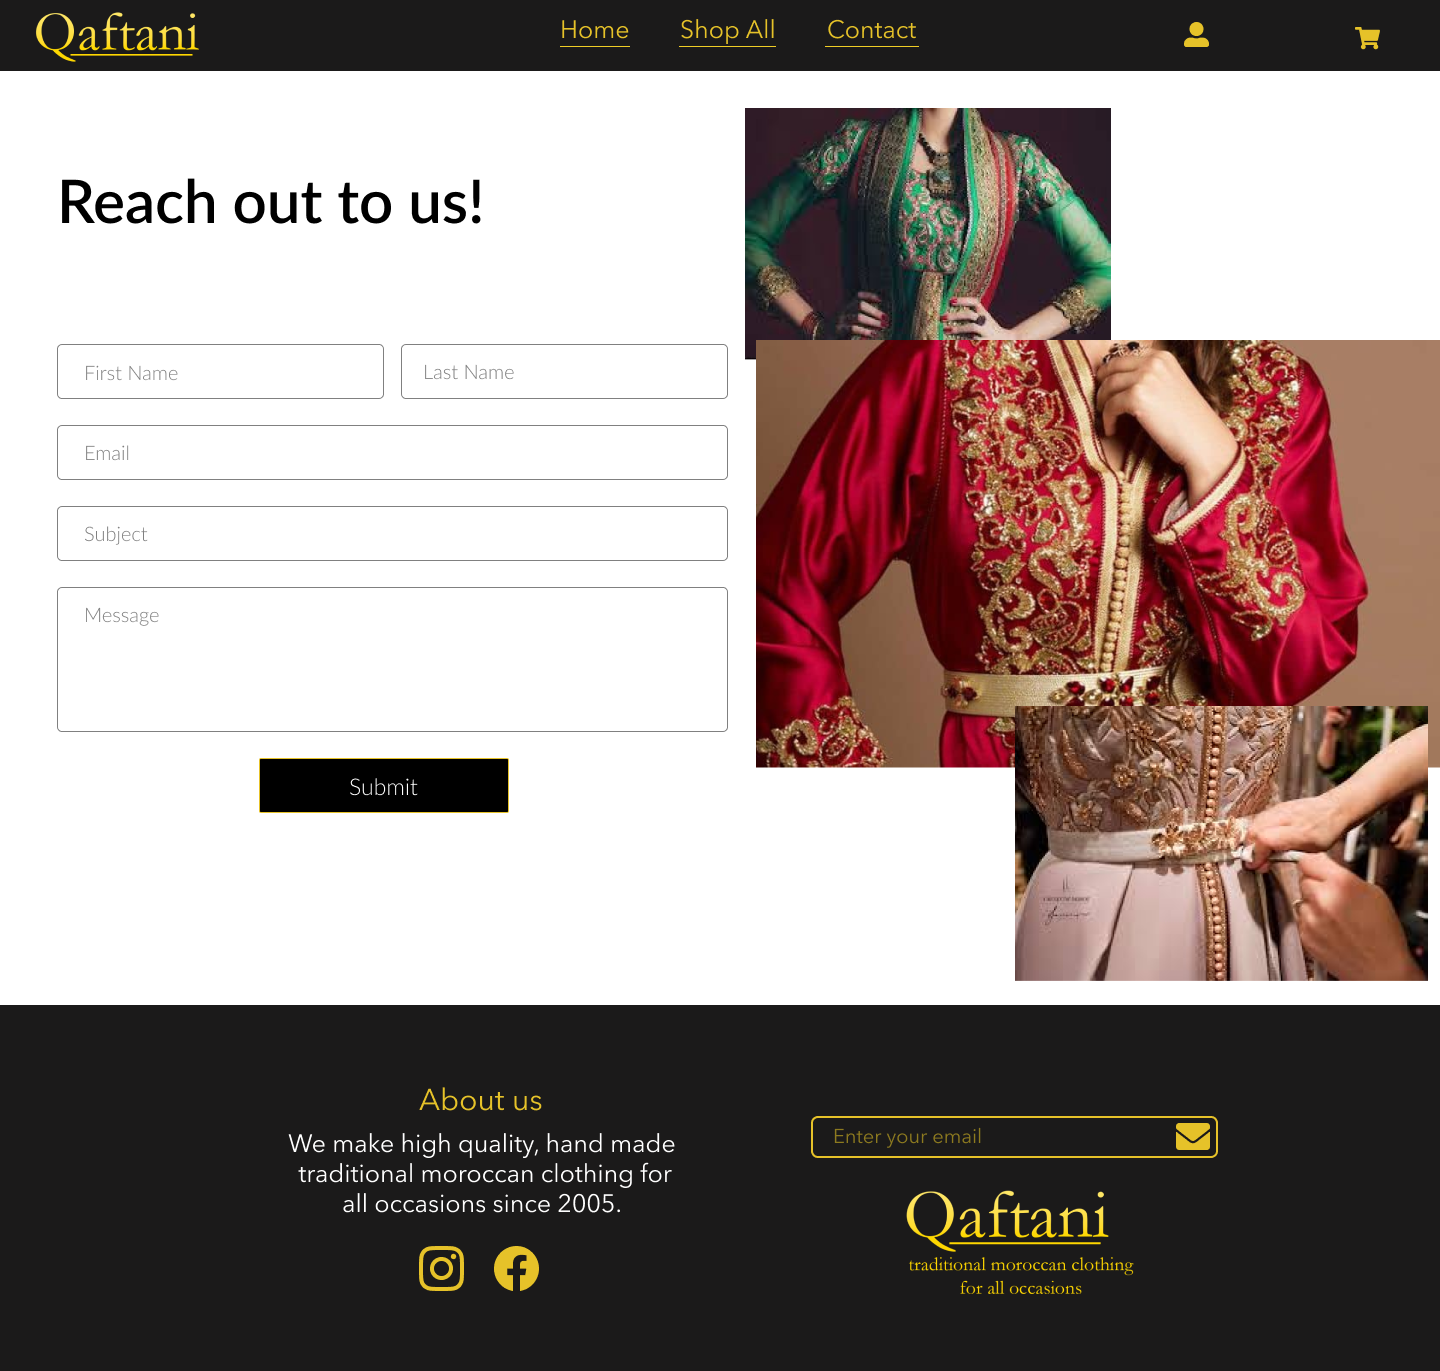 Qaftani
Home
Shop All
Contact
Reach out to us!
First Name
Last Name
Email
Subject
Message
Submit
About us
We make high quality, hand made
traditional moroccan clothing for
all occasions since 2005.
Enter your email
Qaftani
traditional moroccan clothing
for all occasions